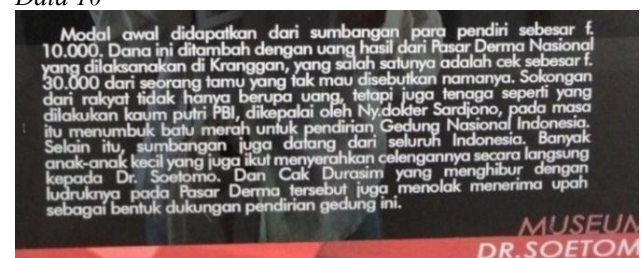 Data 10
Modal awal didapatkan dari sumbangan para pendiri sebesar f.
10.000. Dana ini ditambah dengan uang hasil dari Pasar Derma Nasional
yang dilaksanakan di Kranggan, yang salah satunya adalah cek sebesar f.
30.000 dari seorang tamu yang tak mau disebutkan namanya. Sokongan
dari rakyat tidak hanya berupa uang, tetapi juga tenaga seperti yang
dilakukan kaum putri PBI, dikepalai oleh Ny.dokter Sardjono, pada masa
itu menumbuk batu merah untuk pendirian Gedung Nasional Indonesia.
Selain itu, sumbangan juga datang dari seluruh Indonesia. Banyak
anak-anak kecil yang juga ikut menyerahkan celengannya secara langsung
kepada Dr. Soetomo. Dan Cak Durasim yang menghibur dengan
ludruknya pada Pasar Derma tersebut juga menolak menerima upah
sebagai bentuk dukungan pendirian gedung ini.
MUSEUM
DR.SOETOM